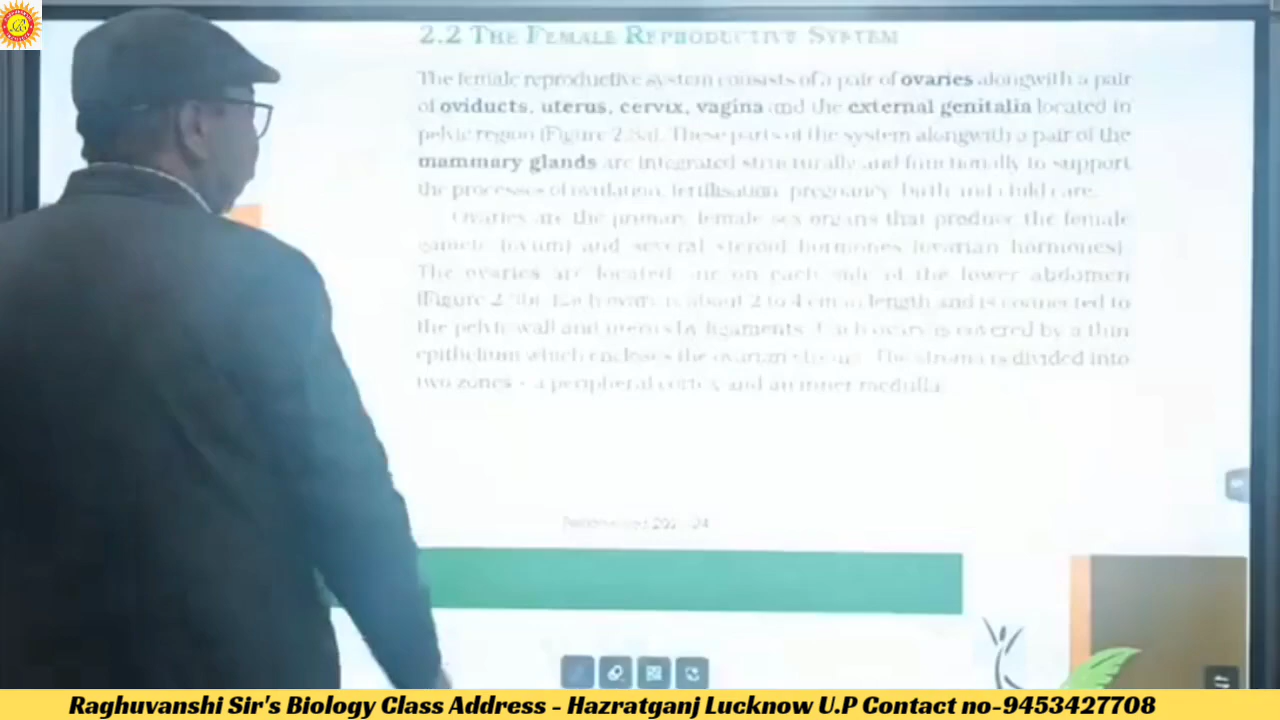 2.2 THE FEMALE REPRODUCTIVE SYSTEM
The female reproductive system consists of a pair of ovaries alongwith a pair
of oviducts, uterus, cervix, vagina and the external genitalia located in
pelvic region (Figure 2.3a). These parts of the system alongwith a pair of the
mammary glands are integrated structurally and functionally to support
the processes of ovulation, fertilisation, pregnancy, birth and child care.
Ovaries are the primary female sex organs that produce the female
gamete (ovum) and several steroid hormones (ovarian hormones).
The ovaries are located one on each side of the lower abdomen
(Figure 2.3b). Each ovary is about 2 to 4 cm in length and is connected to
the pelvic wall and uterus by ligaments. Each ovary is covered by a thin
epithelium which encloses the ovarian stroma. The stroma is divided into
two zones - a peripheral cortex and an inner medulla.
Raghuvanshi Sir's Biology Class Address - Hazratganj Lucknow U.P Contact no-9453427708